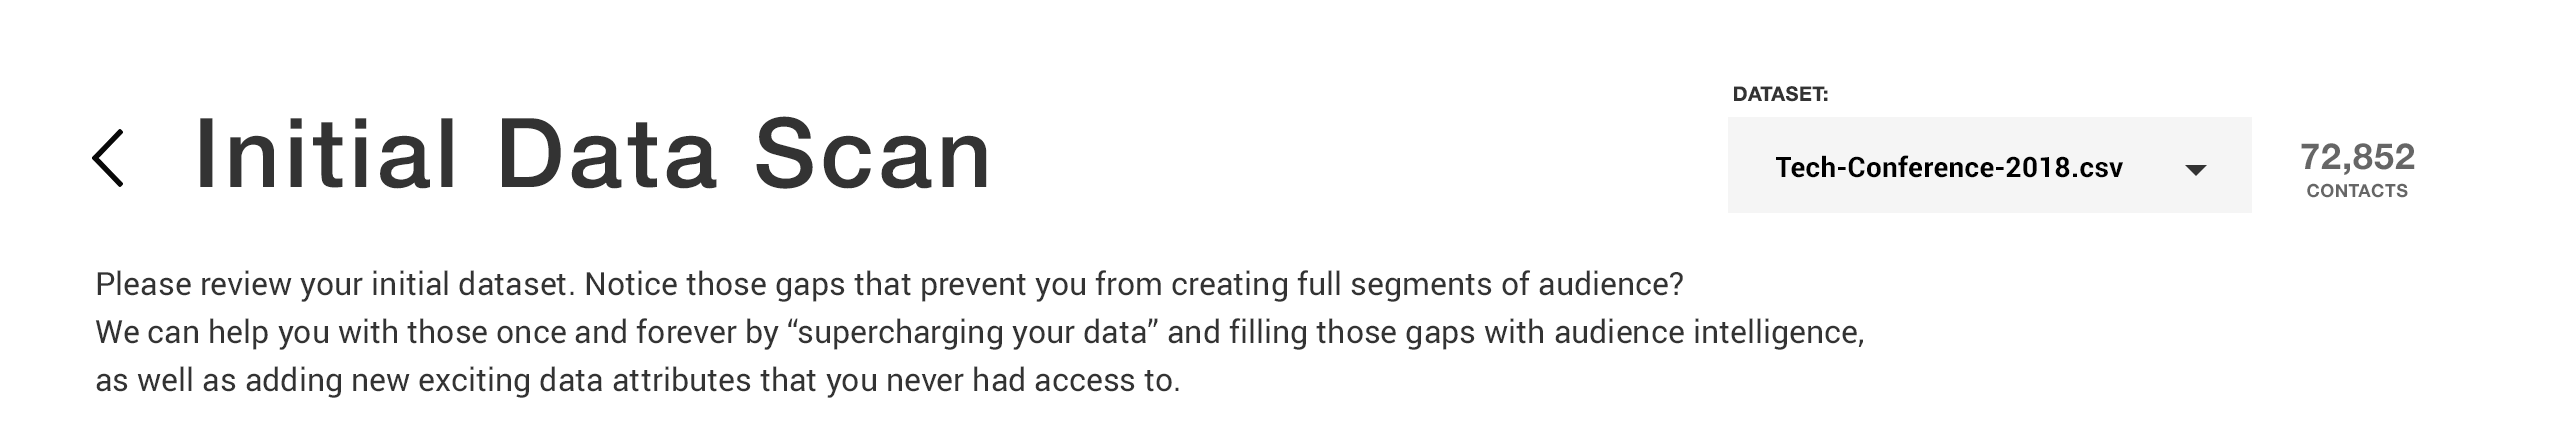 Initial Data Scan
DATASET:
Tech-Conference-2018.csv
72,852
CONTACTS
Please review your initial dataset. Notice those gaps that prevent you from creating full segments of audience?
We can help you with those once and forever by “supercharging your data” and filling those gaps with audience intelligence,
as well as adding new exciting data attributes that you never had access to.